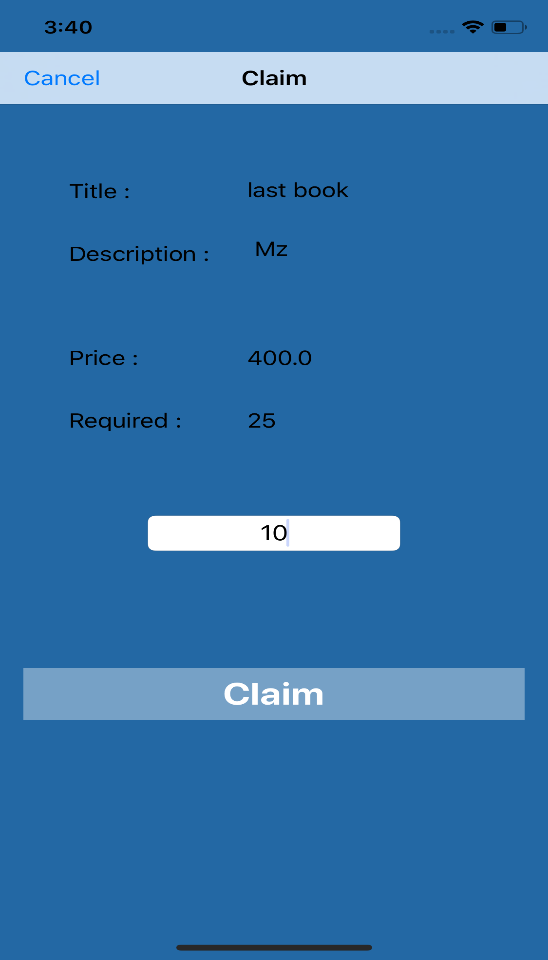 3:40
Cancel Claim
Title : last book
Description : Mz
Price : 400.0
Required : 25
10
Claim